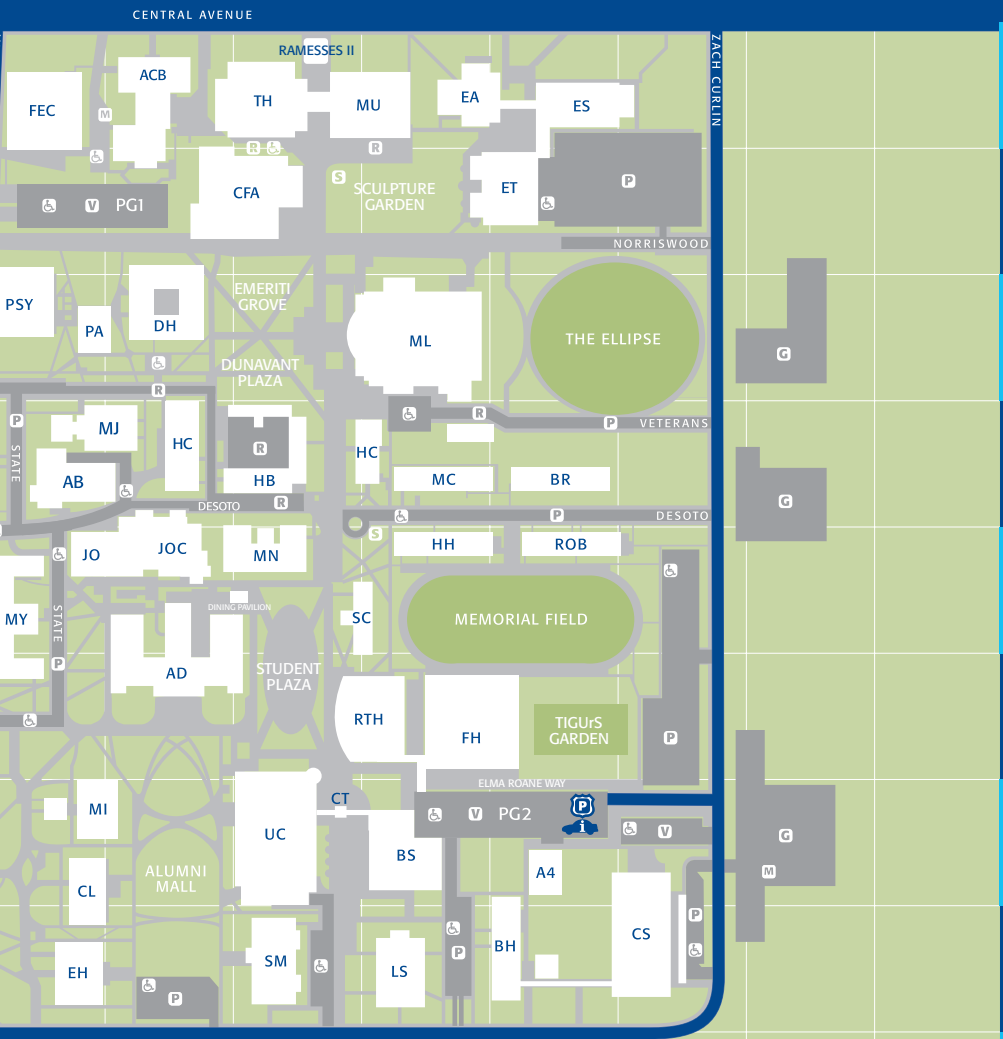 CENTRAL AVENUE
RAMESSES II
ZACH CURLIN
ACB
FEC
TH
MU
EA
ES
M
R
R
S
CFA
SCULPTURE
GARDEN
ET
P
V
PG1
NORRISWOOD
PSY
PA
DH
EMERITI
GROVE
ML
THE ELLIPSE
G
DUNAVANT
PLAZA
R
P
STATE
MJ
HC
R
HC
R
P
VETERANS
AB
HB
MC
BR
G
DESOTO
R
P
DESOTO
S
JO
JOC
MN
HH
ROB
MY
STATE
P
DINING PAVILION
SC
MEMORIAL FIELD
AD
STUDENT
PLAZA
RTH
FH
TIGUrS
GARDEN
P
ELMA ROANE WAY
MI
CT
UC
V
PG2
P
i
V
G
BS
A4
M
CL
ALUMNI
MALL
P
EH
SM
LS
P
BH
CS
P